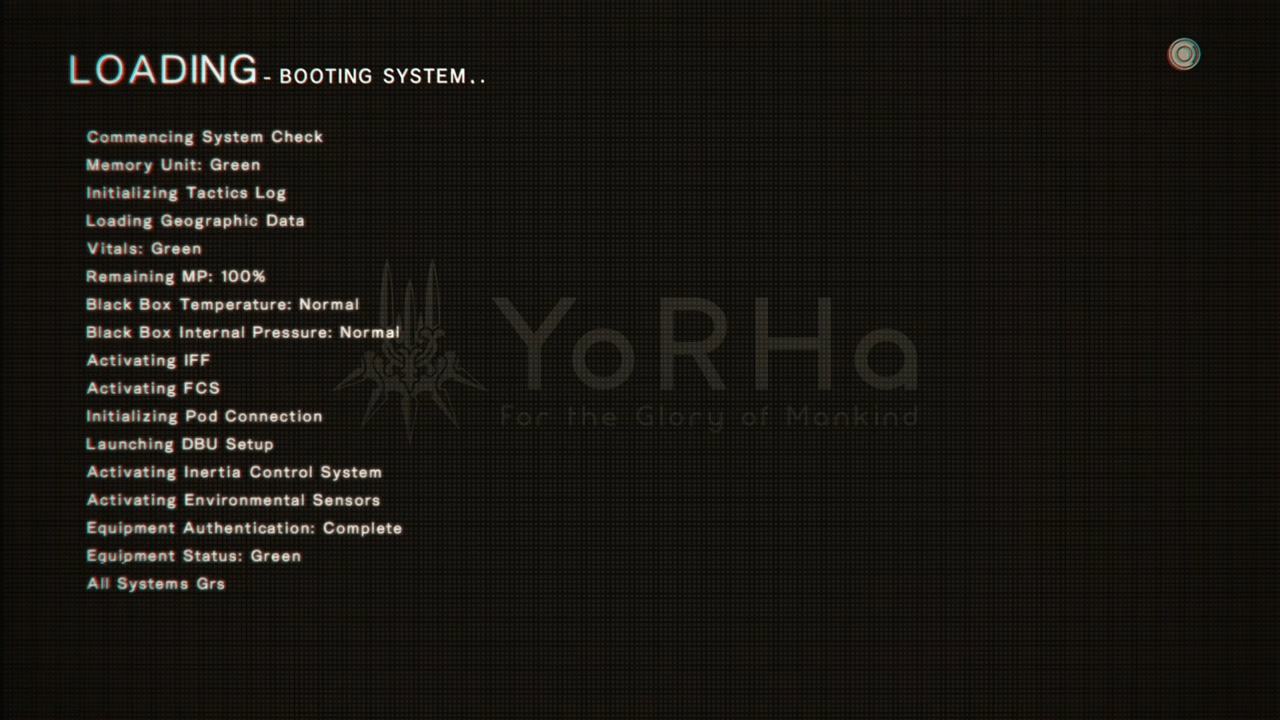 LOADING - BOOTING SYSTEM..
Commencing System Check
Memory Unit: Green
Initializing Tactics Log
Loading Geographic Data
Vitals: Green
Remaining MP: 100%
Black Box Temperature: Normal
Black Box Internal Pressure: Normal
Activating IFF
Activating FCS
Initializing Pod Connection
Launching DBU Setup
Activating Inertia Control System
Activating Environmental Sensors
Equipment Authentication: Complete
Equipment Status: Green
All Systems Grs
YoRHa
For the Glory of Mankind